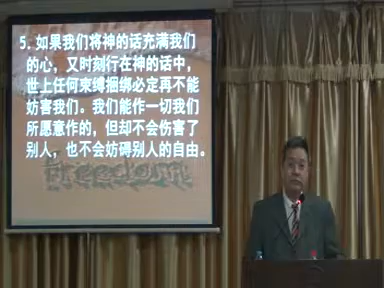 5. 如果我们将神的话充满我们
的心，又时刻行在神的话中，
世上任何束缚捆绑必定再不能
妨害我们。我们能作一切我们
所愿意作的，但却不会伤害了
别人，也不会妨碍别人的自由。
Freedom